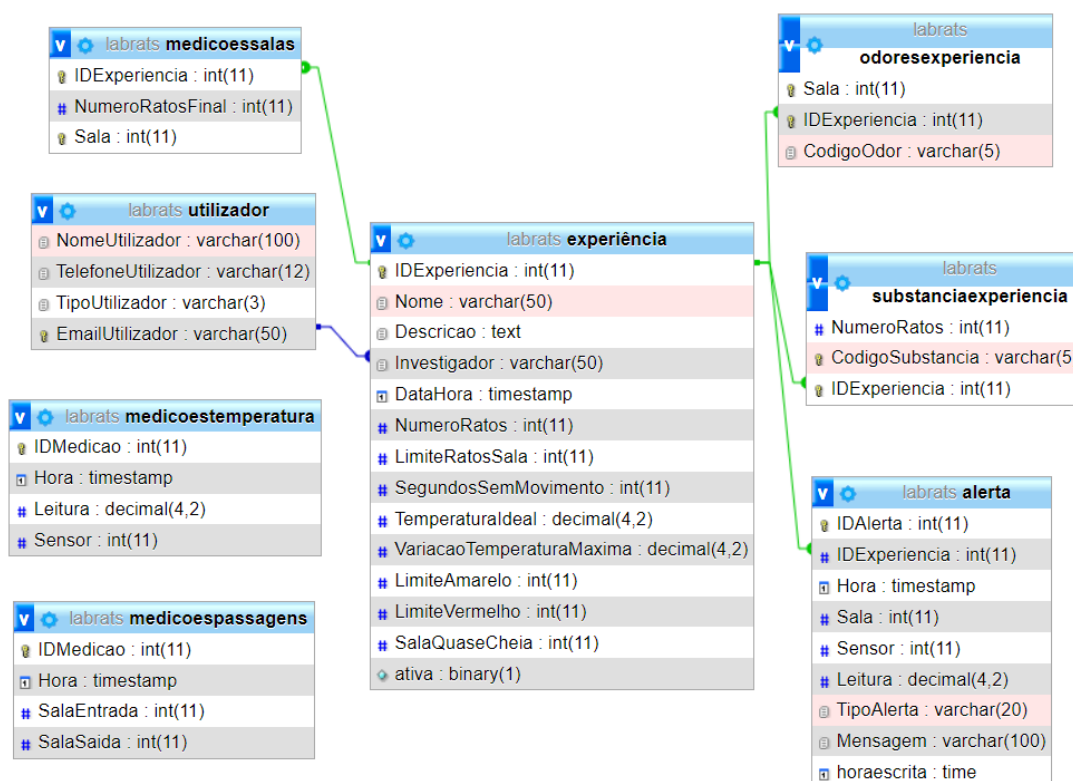 labrats medicoessalas
IDExperiencia : int(11)
NumeroRatosFinal : int(11)
Sala : int(11)
labrats utilizador
NomeUtilizador : varchar(100)
TelefoneUtilizador : varchar(12)
TipoUtilizador : varchar(3)
EmailUtilizador : varchar(50)
labrats medicoestemperatura
IDMedicao : int(11)
Hora : timestamp
Leitura : decimal(4,2)
Sensor : int(11)
labrats medicoespassagens
IDMedicao : int(11)
Hora : timestamp
SalaEntrada : int(11)
SalaSaida : int(11)
labrats experiência
IDExperiencia : int(11)
Nome : varchar(50)
Descricao : text
Investigador : varchar(50)
DataHora : timestamp
NumeroRatos : int(11)
LimiteRatosSala : int(11)
SegundosSemMovimento : int(11)
TemperaturaIdeal : decimal(4,2)
VariacaoTemperaturaMaxima : decimal(4,2)
LimiteAmarelo : int(11)
LimiteVermelho : int(11)
SalaQuaseCheia : int(11)
ativa : binary(1)
labrats
odoresexperiencia
Sala : int(11)
IDExperiencia : int(11)
CodigoOdor : varchar(5)
labrats
substanciaexperiencia
NumeroRatos : int(11)
CodigoSubstancia : varchar(5
IDExperiencia : int(11)
labrats alerta
IDAlerta : int(11)
IDExperiencia : int(11)
Hora : timestamp
Sala : int(11)
Sensor : int(11)
Leitura : decimal(4,2)
TipoAlerta : varchar(20)
Mensagem : varchar(100)
horaescrita : time